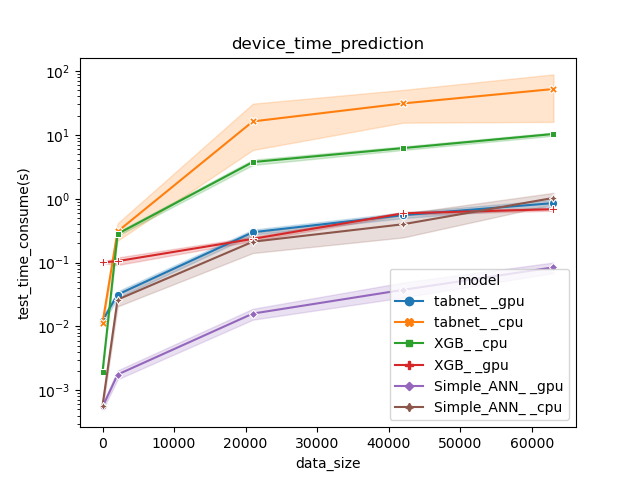 device_time_prediction
test_time_consume(s)
10²
10¹
10⁰
10⁻¹
10⁻²
10⁻³
model
tabnet_ _gpu
tabnet_ _cpu
XGB_ _cpu
XGB_ _gpu
Simple_ANN_ _gpu
Simple_ANN_ _cpu
0 10000 20000 30000 40000 50000 60000
data_size